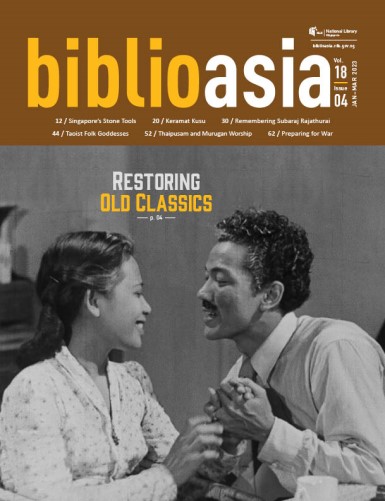 National Library
Singapore
biblioasia.nlb.gov.sg
biblioasia
Vol.
18
Issue
04
JAN–MAR 2023
12 / Singapore's Stone Tools 20 / Keramat Kusu 30 / Remembering Subaraj Rajathurai
44 / Taoist Folk Goddesses 52 / Thaipusam and Murugan Worship 62 / Preparing for War
RESTORING
OLD CLASSICS
p. 04